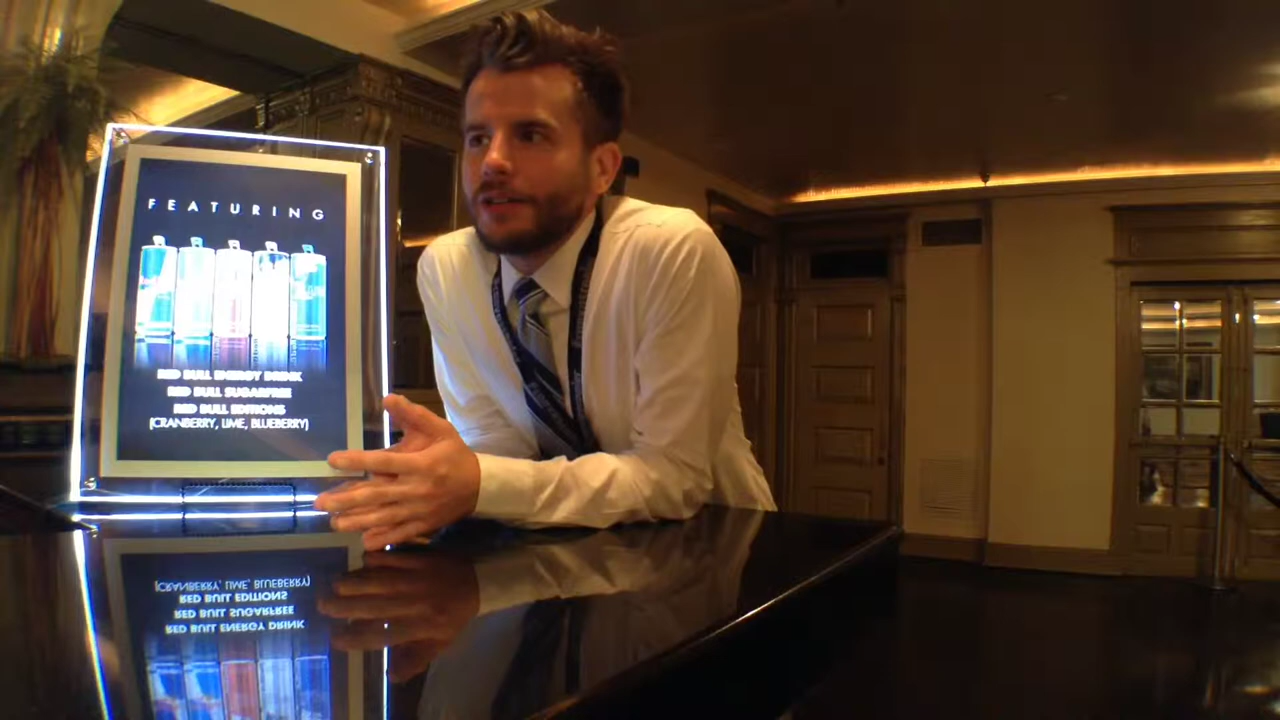 FEATURING
RED BULL ENERGY DRINK
RED BULL SUGARFREE
RED BULL EDITIONS
(CRANBERRY, LIME, BLUEBERRY)